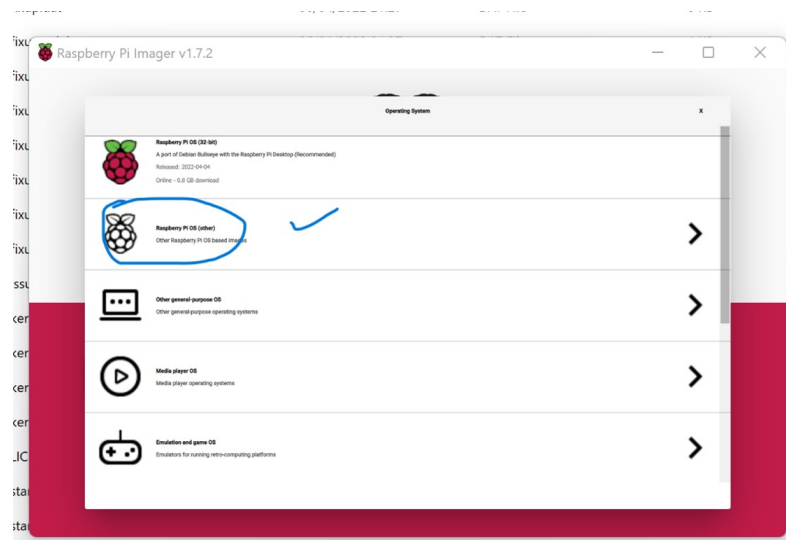 Raspberry Pi Imager v1.7.2
Operating System
X
Raspberry Pi OS (32-bit)
A port of Debian Bullseye with the Raspberry Pi Desktop (Recommended)
Released: 2022-04-04
Online - 0.8 GB download
Raspberry Pi OS (other)
Other Raspberry Pi OS based images
Other general-purpose OS
Other general-purpose operating systems
Media player OS
Media player operating systems
Emulation and game OS
Emulators for running retro-computing platforms